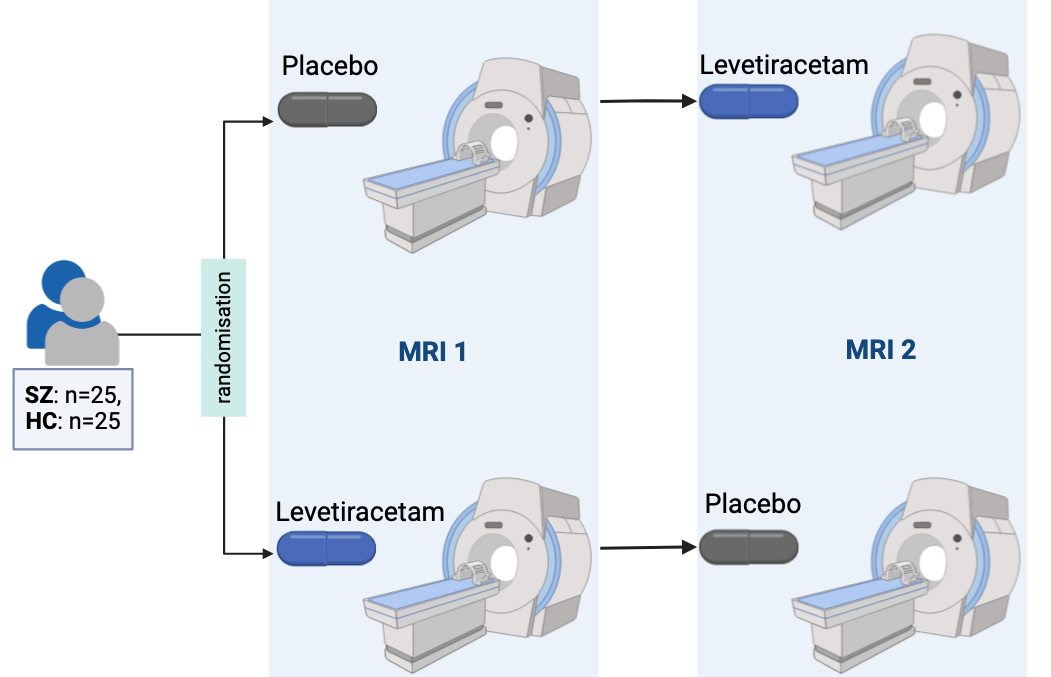 Placebo
Levetiracetam
randomisation
MRI 1
MRI 2
SZ: n=25,
HC: n=25
Levetiracetam
Placebo